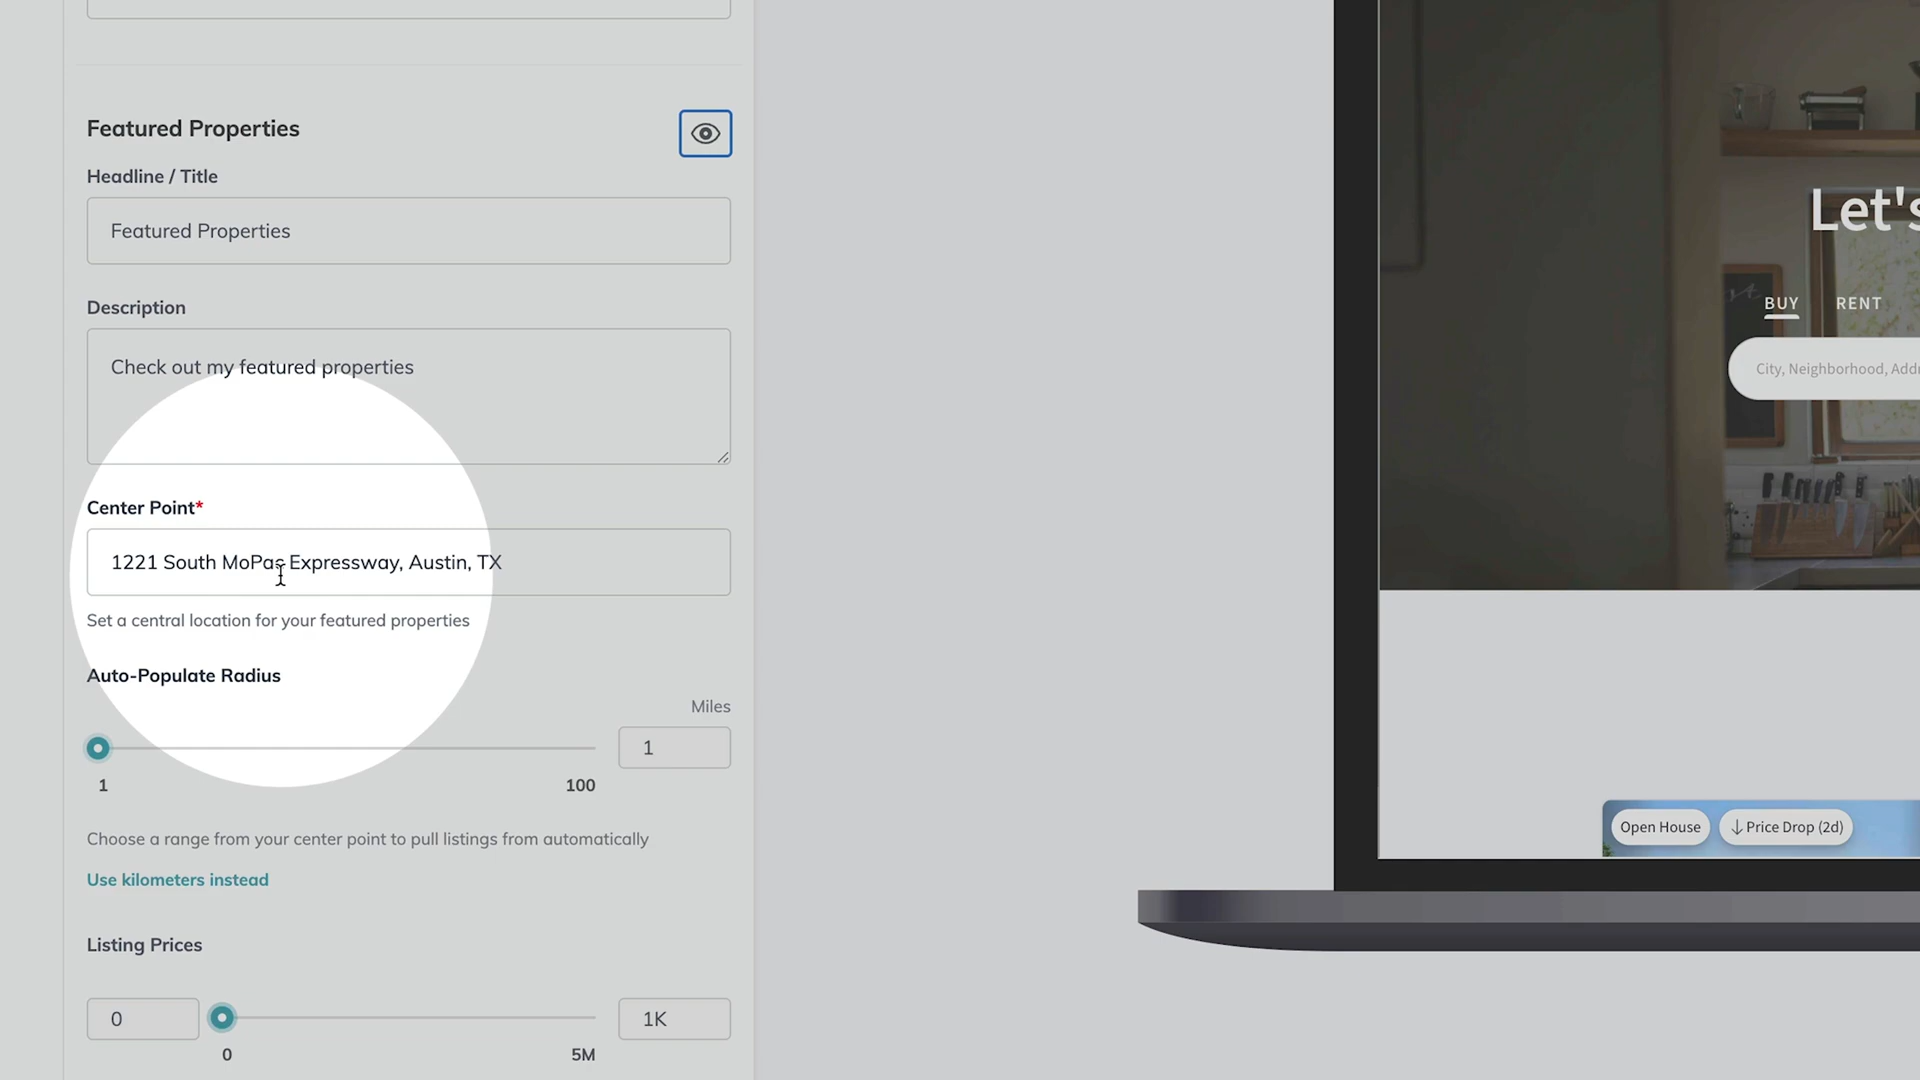 Featured Properties
Headline / Title
Featured Properties
Description
Check out my featured properties
Center Point*
1221 South MoPac Expressway, Austin, TX
Set a central location for your featured properties
Auto-Populate Radius
Miles
1
1
100
Choose a range from your center point to pull listings from automatically
Use kilometers instead
Listing Prices
0
1K
0
5M
Let's
BUY
RENT
City, Neighborhood, Addr
Open House
↓ Price Drop (2d)